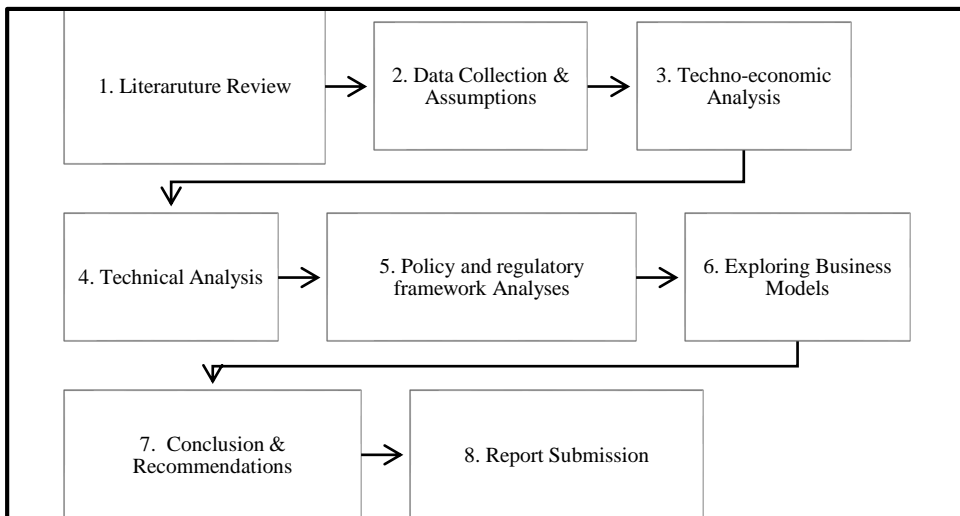 1. Literaruture Review
2. Data Collection &
Assumptions
3. Techno-economic
Analysis
4. Technical Analysis
5. Policy and regulatory
framework Analyses
6. Exploring Business
Models
7. Conclusion &
Recommendations
8. Report Submission